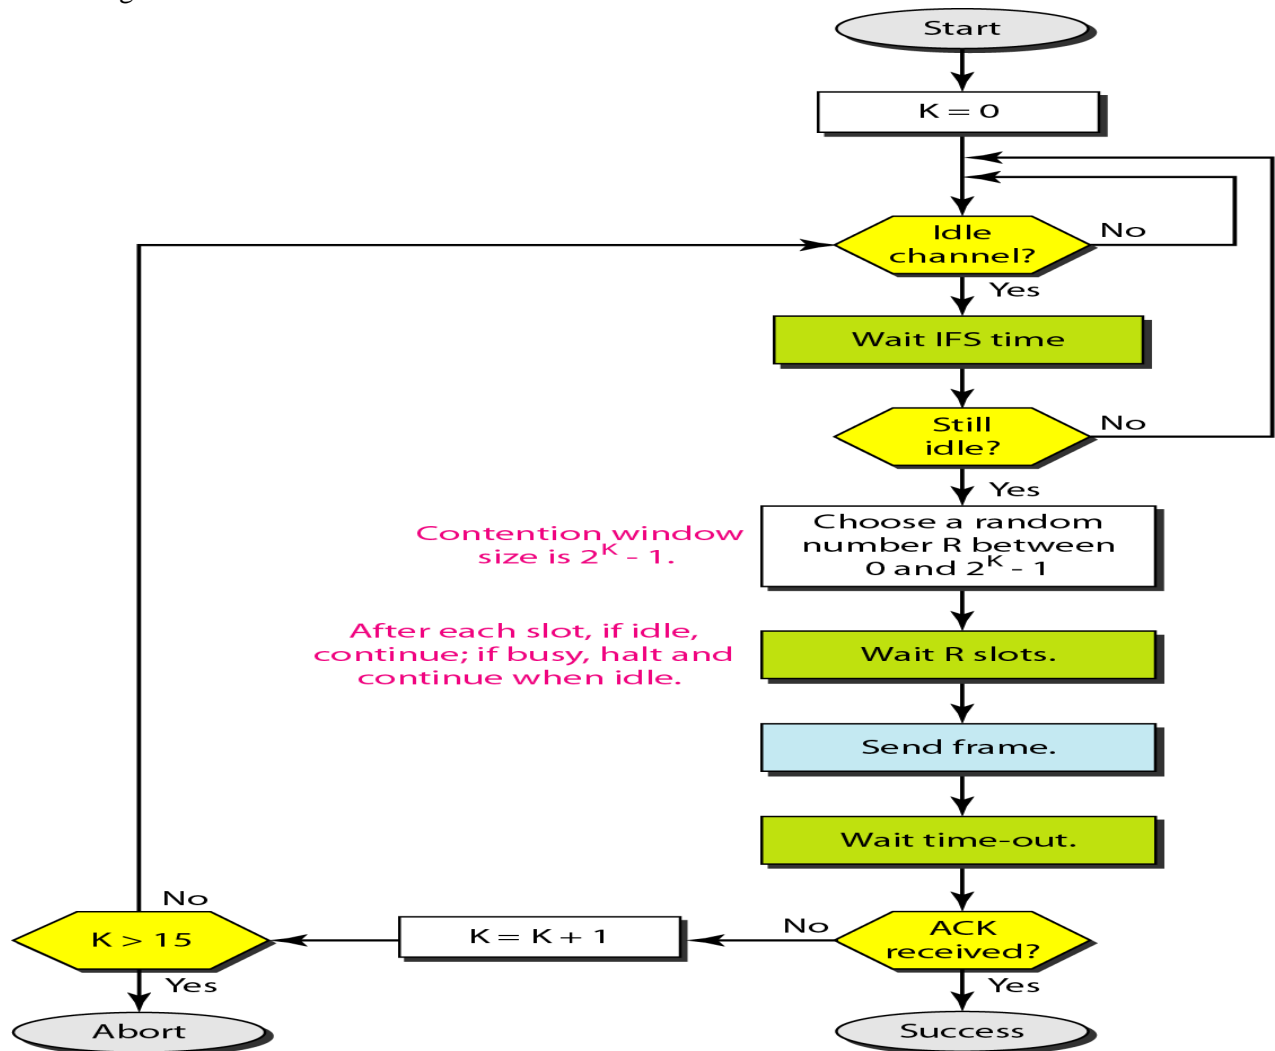 Start
K = 0
Idle
channel?
No
Yes
Wait IFS time
Still
idle?
No
Yes
Contention window
size is 2^K - 1.
Choose a random
number R between
0 and 2^K - 1
After each slot, if idle,
continue; if busy, halt and
continue when idle.
Wait R slots.
Send frame.
Wait time-out.
ACK
received?
No
Yes
K = K + 1
K > 15
No
Yes
Abort
Success